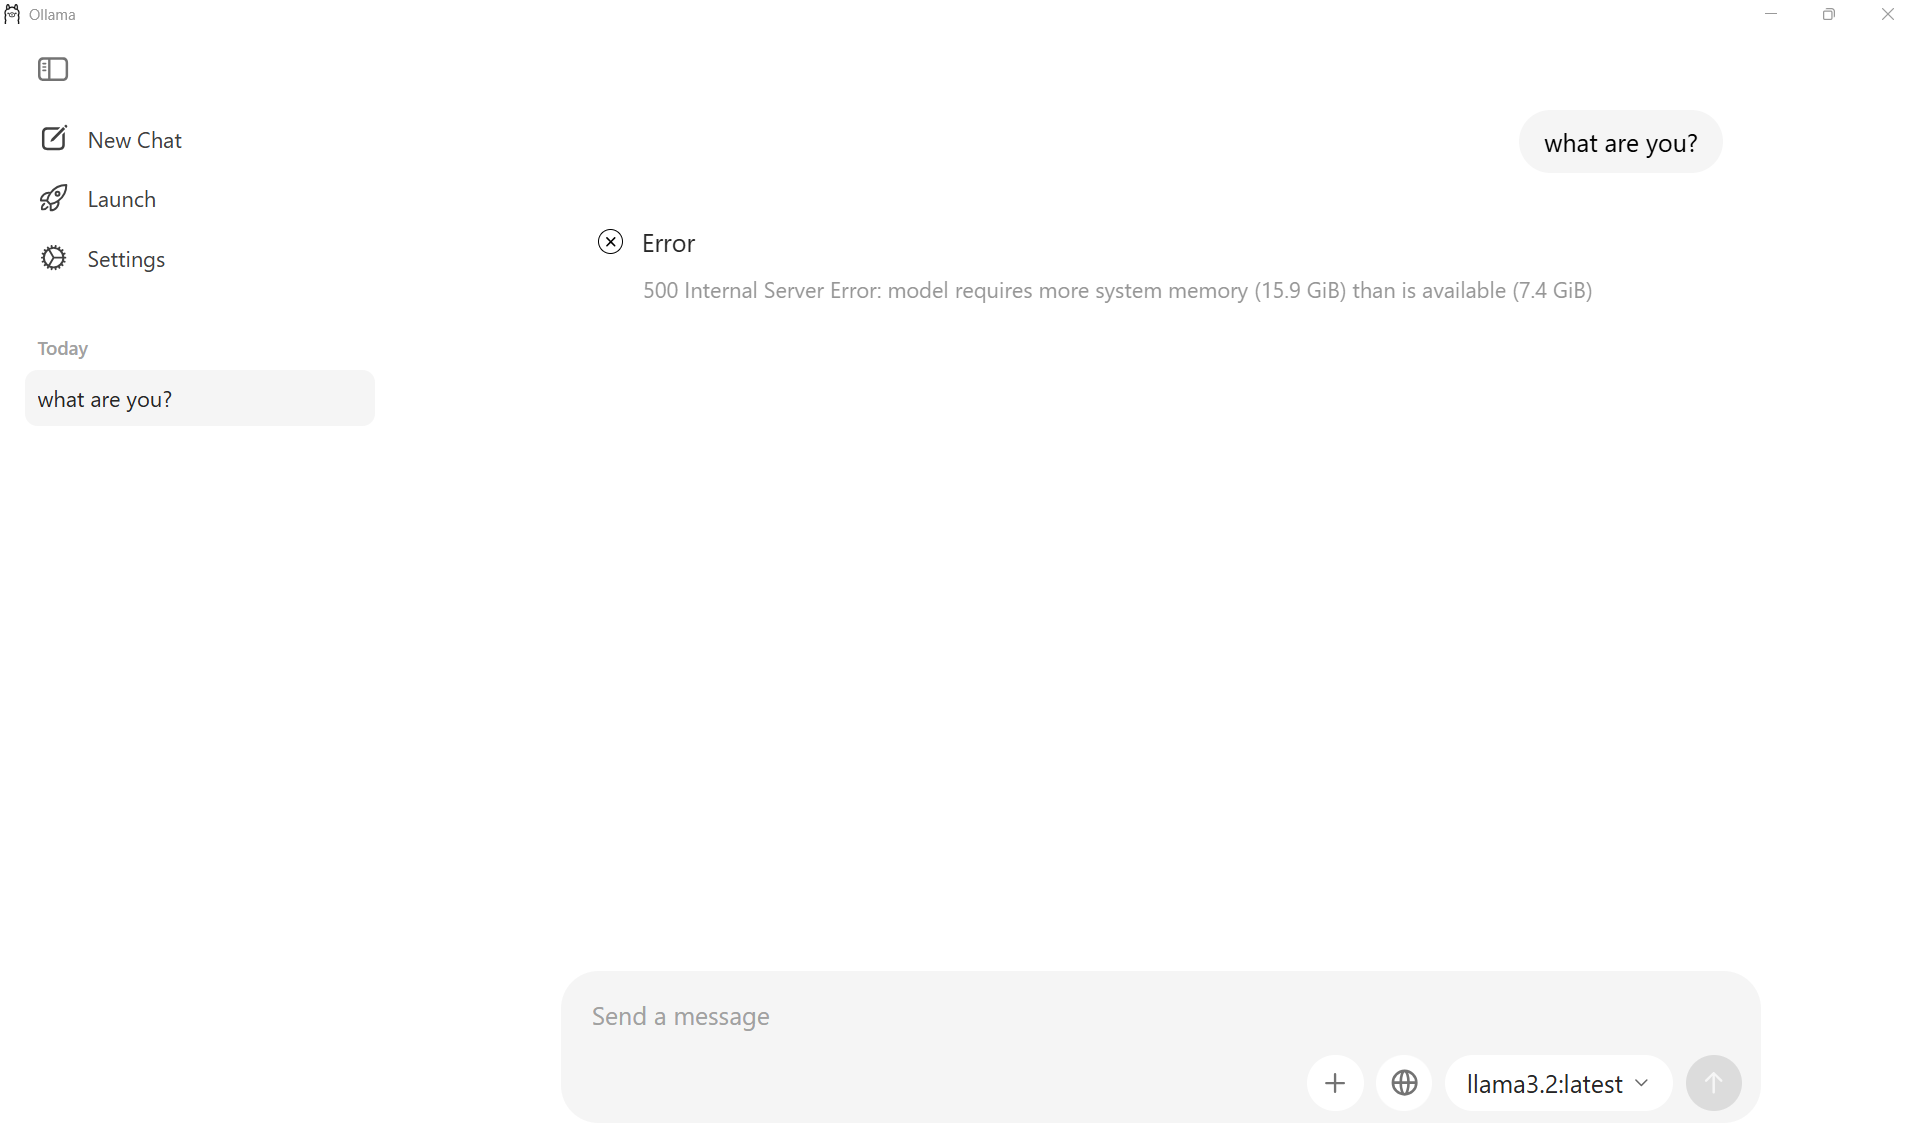 Ollama
New Chat
Launch
Settings
Today
what are you?
what are you?
Error
500 Internal Server Error: model requires more system memory (15.9 GiB) than is available (7.4 GiB)
Send a message
llama3.2:latest